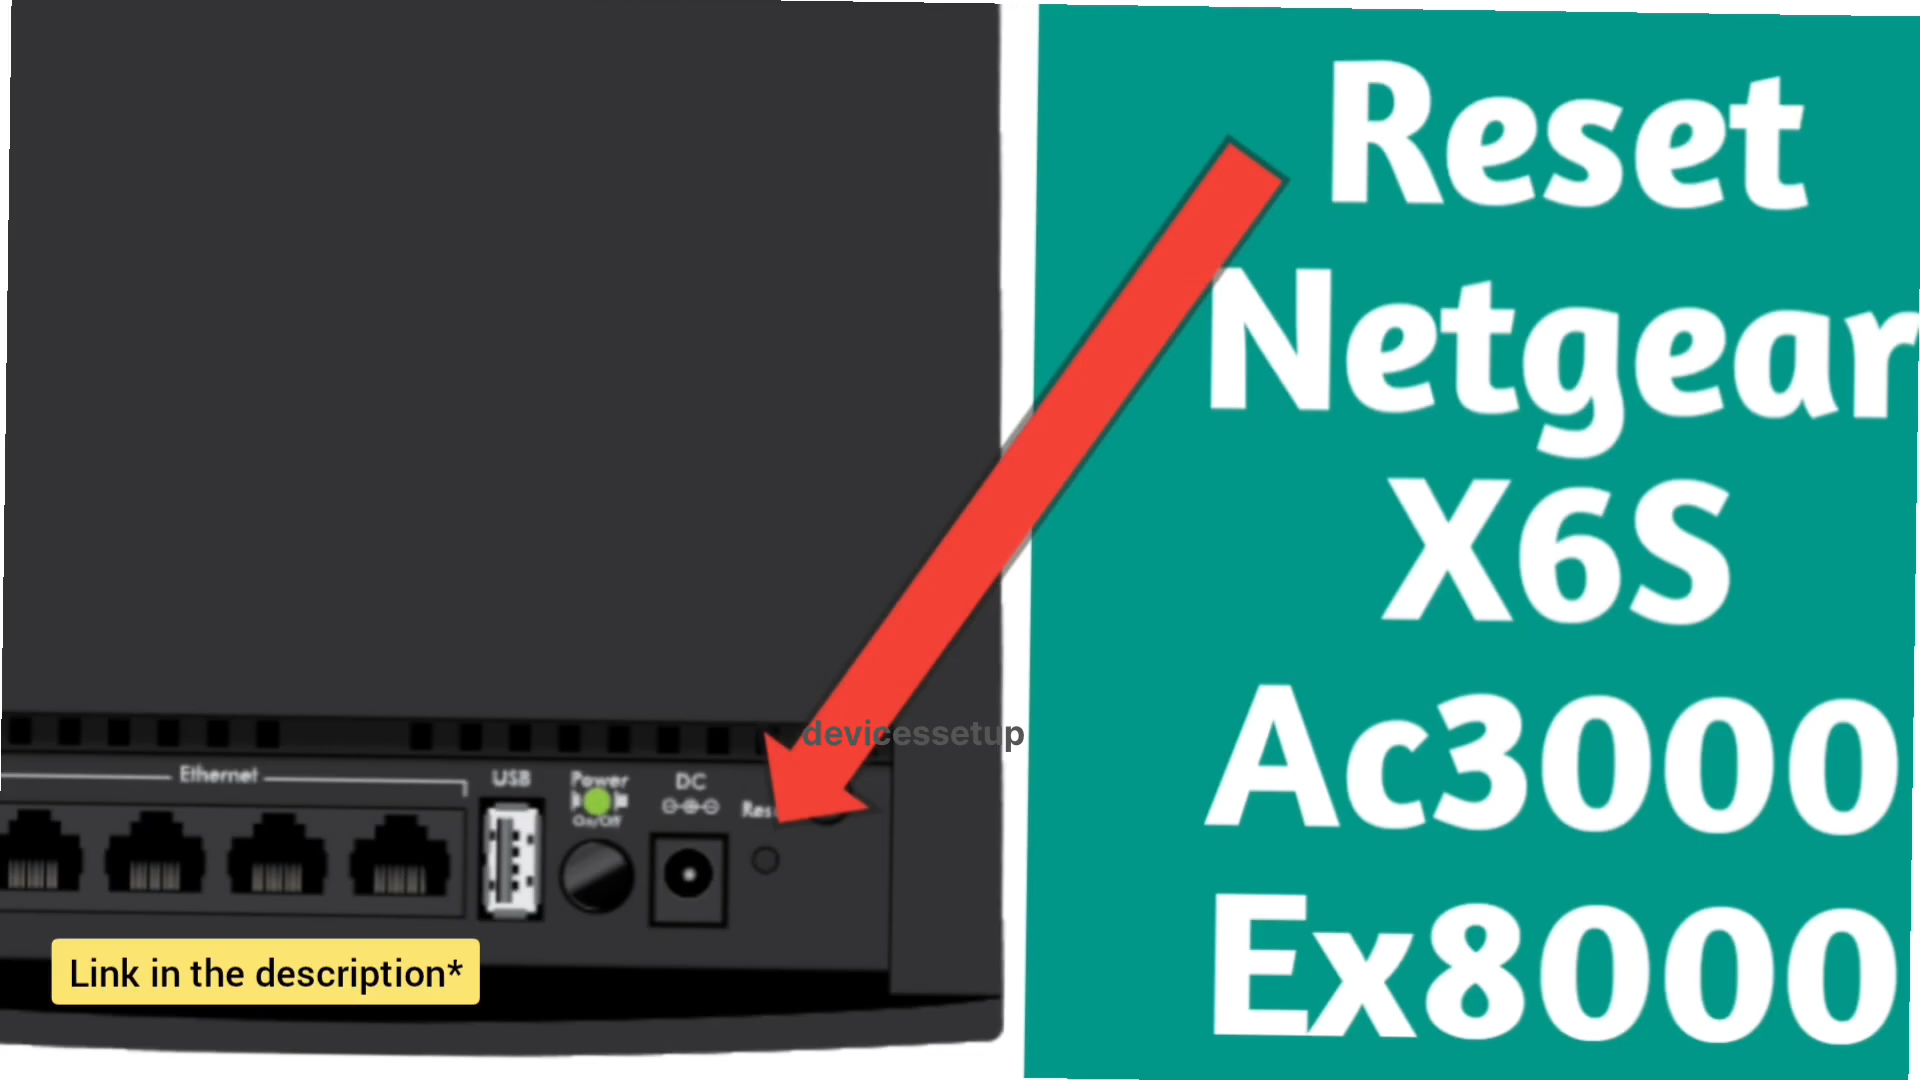 Reset
Netgear
X6S
Ac3000
Ex8000
devicessetup
Ethernet
USB
Power
On/Off
DC
Link in the description*